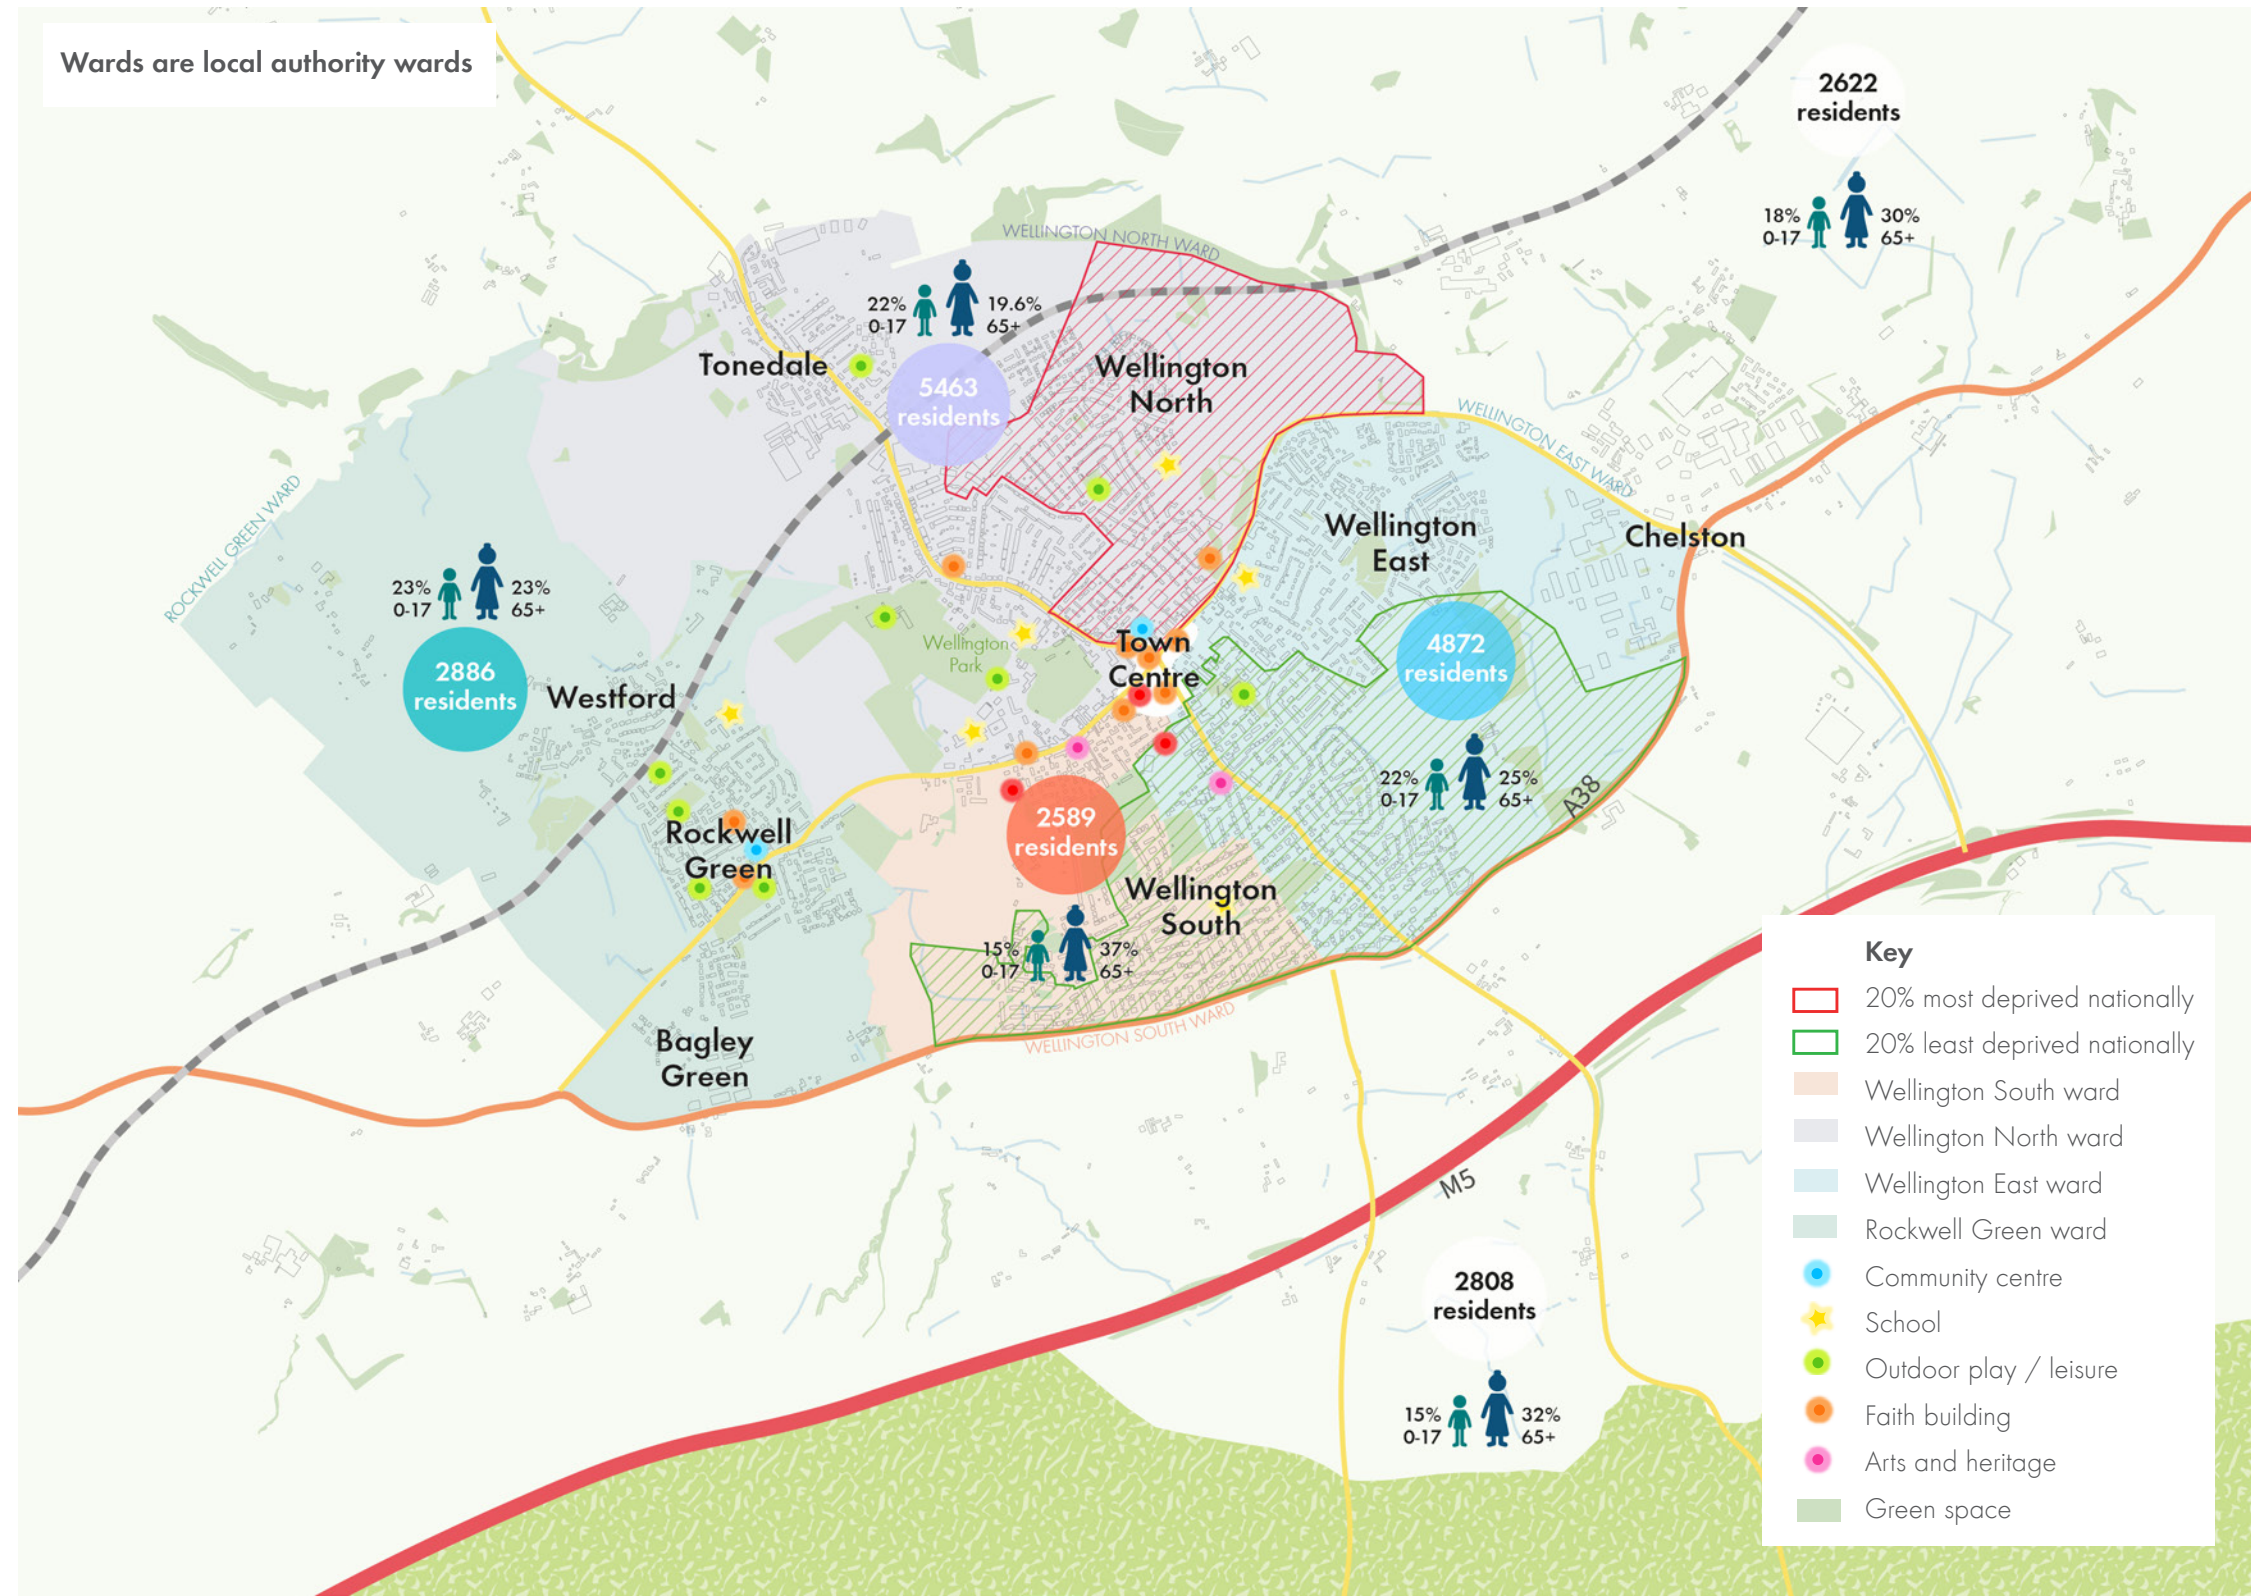 Wards are local authority wards
2622
residents
18%
0-17
30%
65+
WELLINGTON NORTH WARD
22%
0-17
19.6%
65+
Tonedale
5463
residents
Wellington
North
WELLINGTON EAST WARD
ROCKWELL GREEN WARD
Wellington
East
Chelston
23%
0-17
23%
65+
2886
residents
Westford
Wellington
Park
Town
Centre
4872
residents
22%
0-17
25%
65+
A38
Rockwell
Green
2589
residents
Wellington
South
15%
0-17
37%
65+
WELLINGTON SOUTH WARD
Bagley
Green
M5
2808
residents
15%
0-17
32%
65+
Key
20% most deprived nationally
20% least deprived nationally
Wellington South ward
Wellington North ward
Wellington East ward
Rockwell Green ward
Community centre
School
Outdoor play / leisure
Faith building
Arts and heritage
Green space